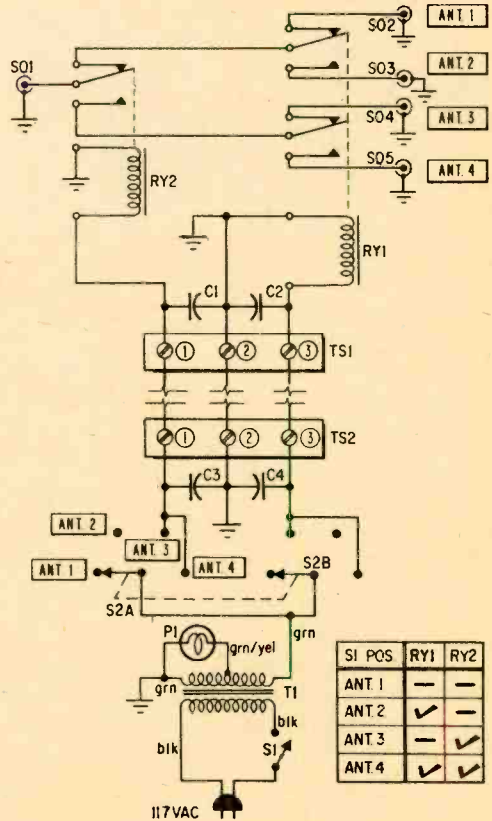 SO2
ANT. 1
SO1
SO3
ANT. 2
SO4
ANT. 3
SO5
ANT. 4
RY2
RY1
C1
C2
1
2
3
TS1
1
2
3
TS2
C3
C4
ANT. 2
ANT. 3
ANT. 1
ANT. 4
S2B
S2A
P1
grn/yel
grn
grn
T1
blk
blk
S1
117VAC
S1 POS. RY1 RY2
ANT. 1 — —
ANT. 2 ✓ —
ANT. 3 — ✓
ANT. 4 ✓ ✓